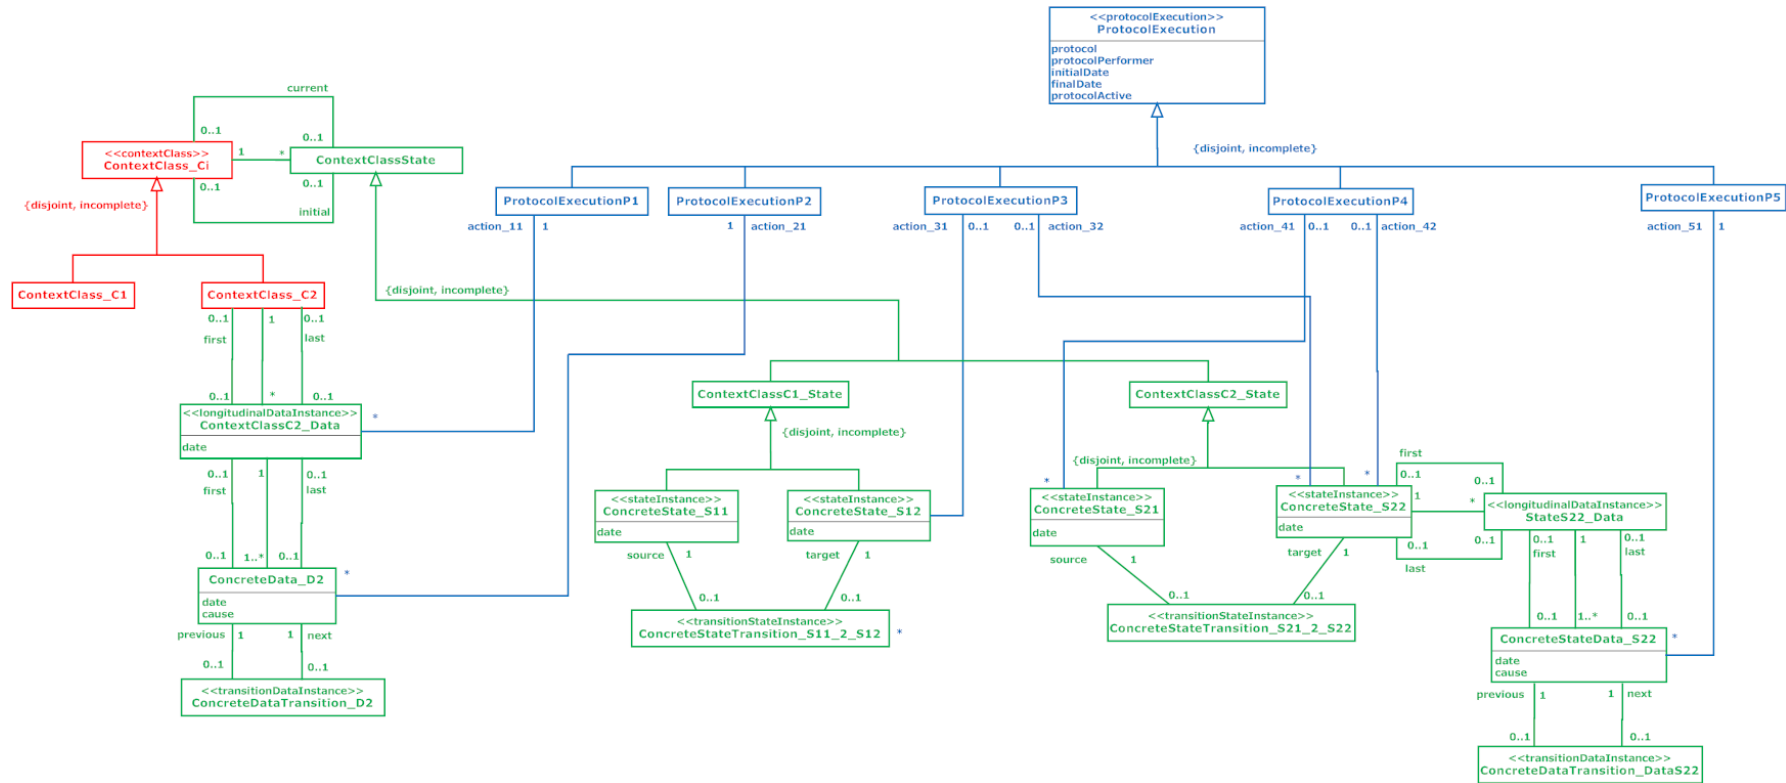 <<protocolExecution>>
ProtocolExecution
protocol
protocolPerformer
initialDate
finalDate
protocolActive
{disjoint, incomplete}
current
0..1
0..1
<<contextClass>>
ContextClass_Ci
1
*
ContextClassState
0..1
0..1
initial
{disjoint, incomplete}
ContextClass_C1
ContextClass_C2
{disjoint, incomplete}
ProtocolExecutionP1
ProtocolExecutionP2
ProtocolExecutionP3
ProtocolExecutionP4
ProtocolExecutionP5
action_11
1
1
action_21
action_31
0..1
0..1
action_32
action_41
0..1
0..1
action_42
action_51
1
0..1
1
0..1
first
last
0..1
*
0..1
<<longitudinalDataInstance>>
ContextClassC2_Data
date
*
0..1
1
0..1
first
last
0..1
1..*
0..1
ConcreteData_D2
date
cause
*
previous
1
1
next
0..1
0..1
<<transitionDataInstance>>
ConcreteDataTransition_D2
ContextClassC1_State
{disjoint, incomplete}
<<stateInstance>>
ConcreteState_S11
date
<<stateInstance>>
ConcreteState_S12
date
source
1
target
1
0..1
0..1
<<transitionStateInstance>>
ConcreteStateTransition_S11_2_S12
*
ContextClassC2_State
{disjoint, incomplete}
*
<<stateInstance>>
ConcreteState_S21
date
*
*
<<stateInstance>>
ConcreteState_S22
date
source
1
target
1
0..1
0..1
<<transitionStateInstance>>
ConcreteStateTransition_S21_2_S22
first
0..1
0..1
1
*
<<longitudinalDataInstance>>
StateS22_Data
0..1
0..1
last
0..1
1
0..1
first
last
0..1
1..*
0..1
ConcreteStateData_S22
date
cause
*
previous
1
1
next
0..1
0..1
<<transitionDataInstance>>
ConcreteDataTransition_DataS22